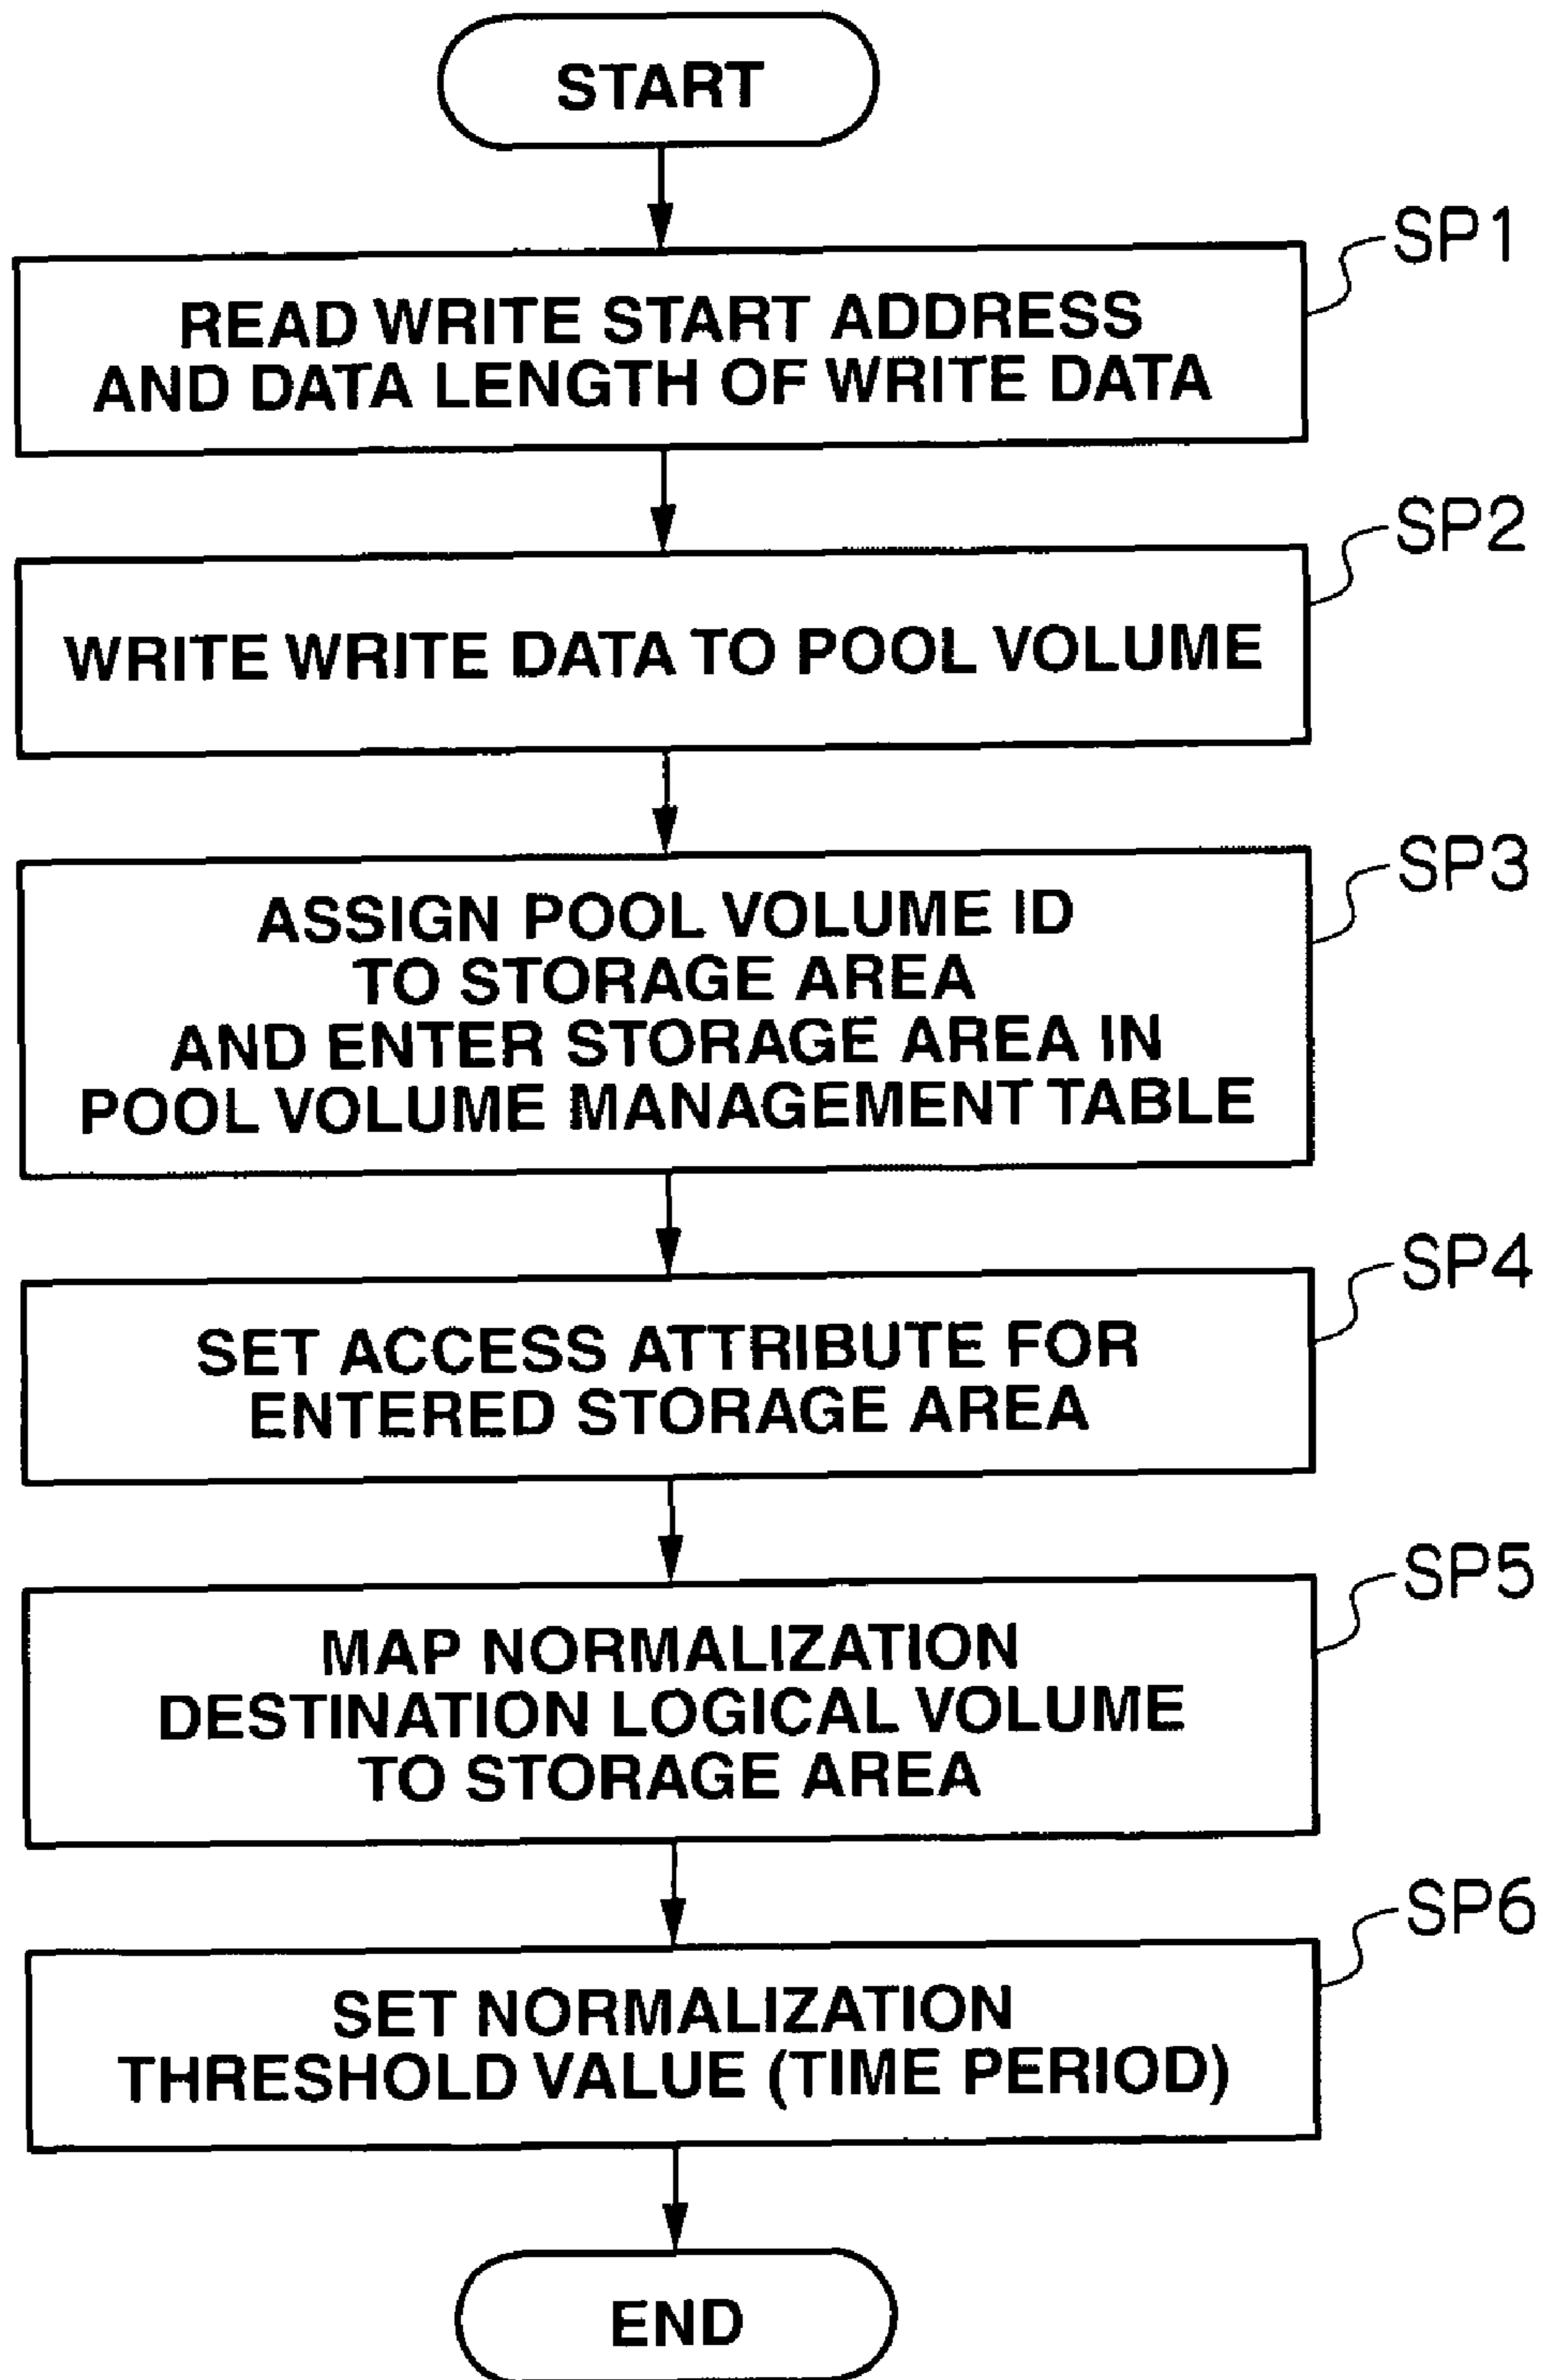 START
SP1
READ WRITE START ADDRESS
AND DATA LENGTH OF WRITE DATA
SP2
WRITE WRITE DATA TO POOL VOLUME
SP3
ASSIGN POOL VOLUME ID
TO STORAGE AREA
AND ENTER STORAGE AREA IN
POOL VOLUME MANAGEMENT TABLE
SP4
SET ACCESS ATTRIBUTE FOR
ENTERED STORAGE AREA
SP5
MAP NORMALIZATION
DESTINATION LOGICAL VOLUME
TO STORAGE AREA
SP6
SET NORMALIZATION
THRESHOLD VALUE (TIME PERIOD)
END